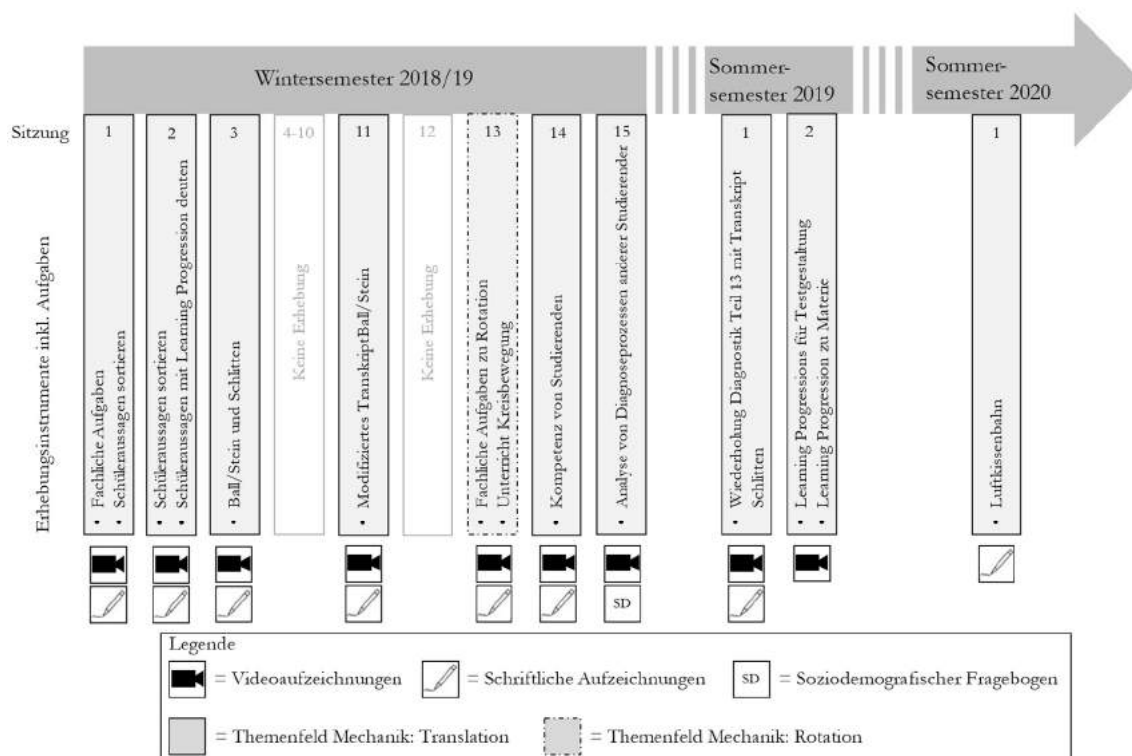 Wintersemester 2018/19
Sommer-
semester 2019
Sommer-
semester 2020
Sitzung
1
2
3
4-10
11
12
13
14
15
1
2
1
Erhebungsinstrumente inkl. Aufgaben
• Fachliche Aufgaben
• Schüleraussagen sortieren
• Schüleraussagen sortieren
• Schüleraussagen mit Learning Progression deuten
• Ball/Stein und Schlitten
Keine Erhebung
• Modifiziertes TranskriptBall/Stein
Keine Erhebung
• Fachliche Aufgaben zu Rotation
• Unterricht Kreisbewegung
• Kompetenz von Studierenden
• Analyse von Diagnoseprozessen anderer Studierender
• Wiederholung Diagnostik Teil 13 mit Transkript
Schlitten
• Learning Progressions für Testgestaltung
• Learning Progression zu Materie
• Luftkissenbahn
SD
Legende
= Videoaufzeichnungen
= Schriftliche Aufzeichnungen
SD = Soziodemografischer Fragebogen
= Themenfeld Mechanik: Translation
= Themenfeld Mechanik: Rotation